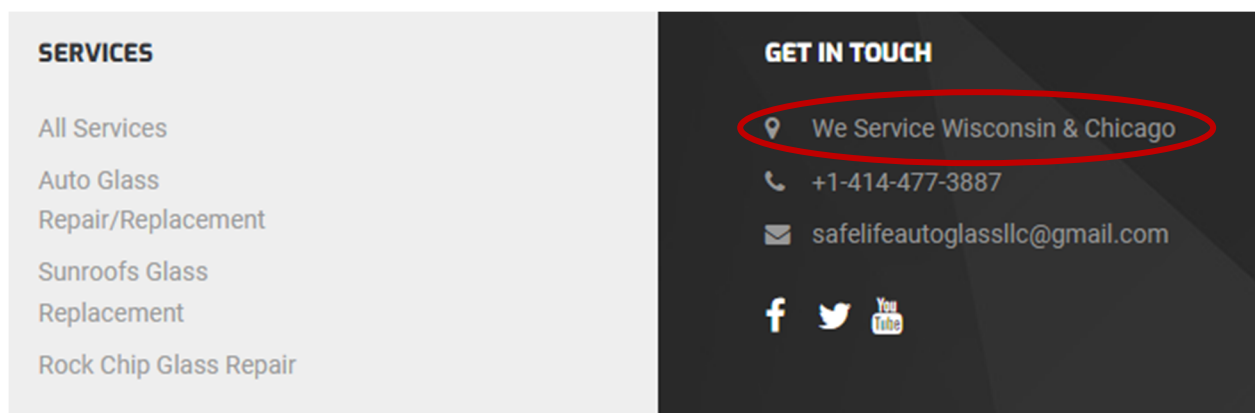 SERVICES
All Services
Auto Glass
Repair/Replacement
Sunroofs Glass
Replacement
Rock Chip Glass Repair
GET IN TOUCH
We Service Wisconsin & Chicago
+1-414-477-3887
safelifeautoglassllc@gmail.com
You
Tube